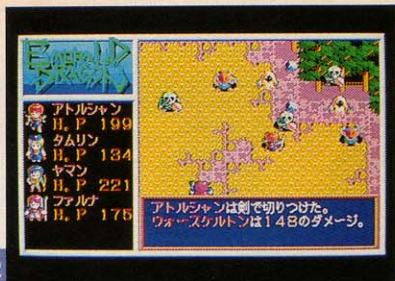 EMERALD
DRAGON
アトルシャン
H. P 199
タムリン
H. P 134
ヤマン
H. P 221
ファルナ
H. P 175
アトルシャンは剣で切りつけた。
ウォースケルトンは148のダメージ。